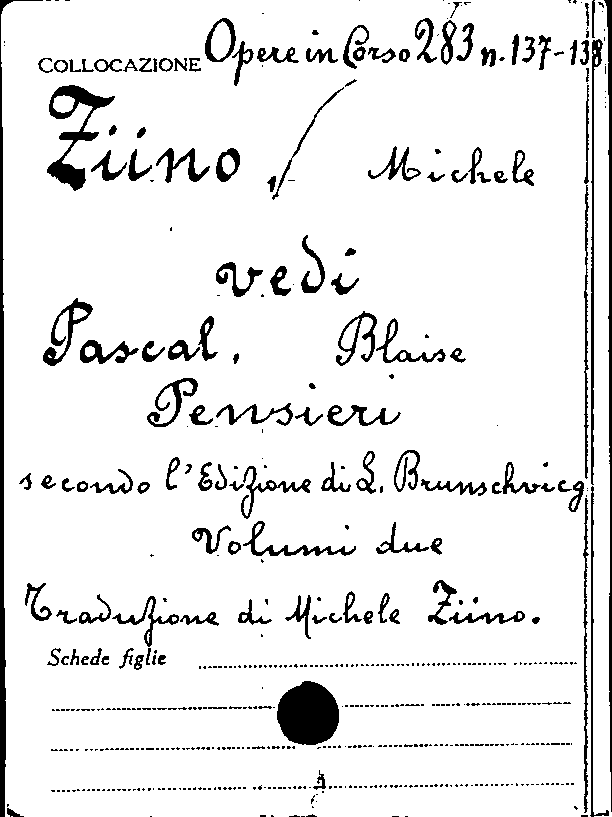 COLLOCAZIONE Opere in Corso 283 n. 137-138
Ziino, Michele
vedi
Pascal, Blaise
Pensieri
secondo l'Edizione di L. Brunschvicg
Volumi due
Traduzione di Michele Ziino.
Schede figlie